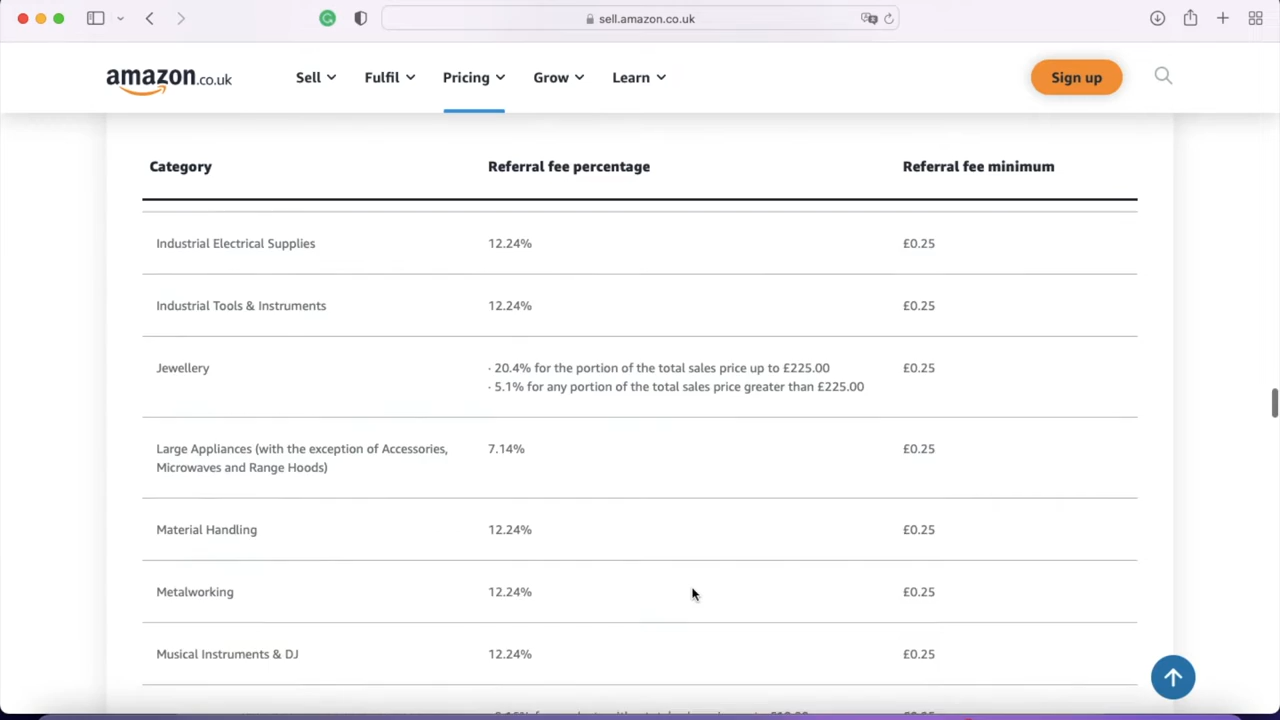 sell.amazon.co.uk
amazon.co.uk
Sell
Fulfil
Pricing
Grow
Learn
Sign up
Category
Referral fee percentage
Referral fee minimum
Industrial Electrical Supplies
12.24%
£0.25
Industrial Tools & Instruments
12.24%
£0.25
Jewellery
· 20.4% for the portion of the total sales price up to £225.00
· 5.1% for any portion of the total sales price greater than £225.00
£0.25
Large Appliances (with the exception of Accessories,
Microwaves and Range Hoods)
7.14%
£0.25
Material Handling
12.24%
£0.25
Metalworking
12.24%
£0.25
Musical Instruments & DJ
12.24%
£0.25